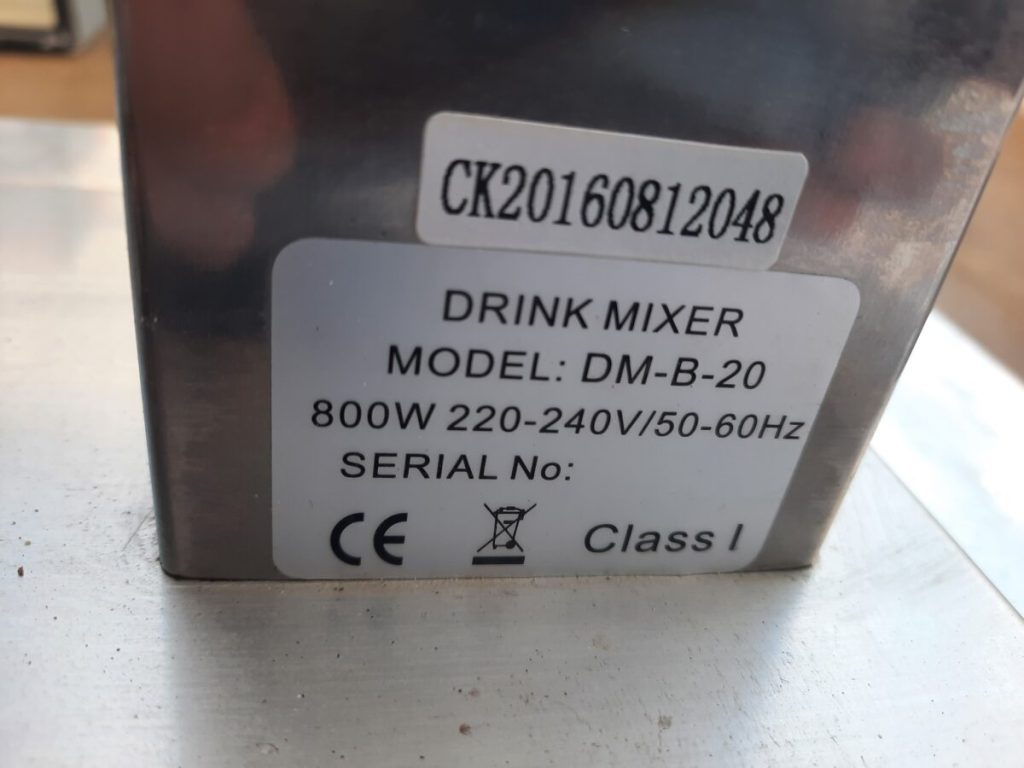 CK20160812048
DRINK MIXER
MODEL: DM-B-20
800W 220-240V/50-60Hz
SERIAL No:
CE Class I